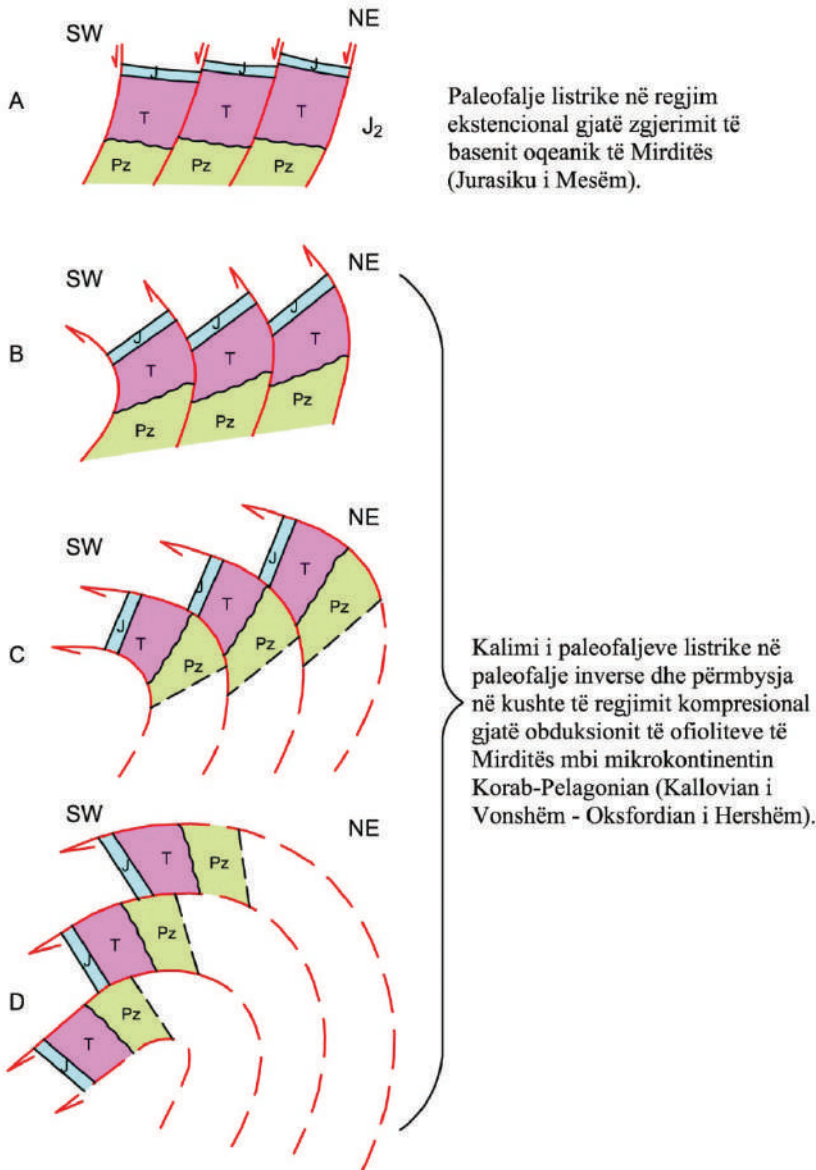 SW
NE
A
J
J
J
T
T
T
Pz
Pz
Pz
J₂
Paleofalje listrike në regjim
ekstencional gjatë zgjerimit të
basenit oqeanik të Mirditës
(Jurasiku i Mesëm).
SW
NE
B
J
J
J
T
T
T
Pz
Pz
Pz
SW
NE
C
J
J
J
T
T
T
Pz
Pz
Pz
Kalimi i paleofaljeve listrike në
paleofalje inverse dhe përmbysja
në kushte të regjimit kompresional
gjatë obduksionit të ofioliteve të
Mirditës mbi mikrokontinentin
Korab-Pelagonian (Kallovian i
Vonshëm - Oksfordian i Hershëm).
SW
NE
D
J
T
Pz
J
T
Pz
J
T
Pz